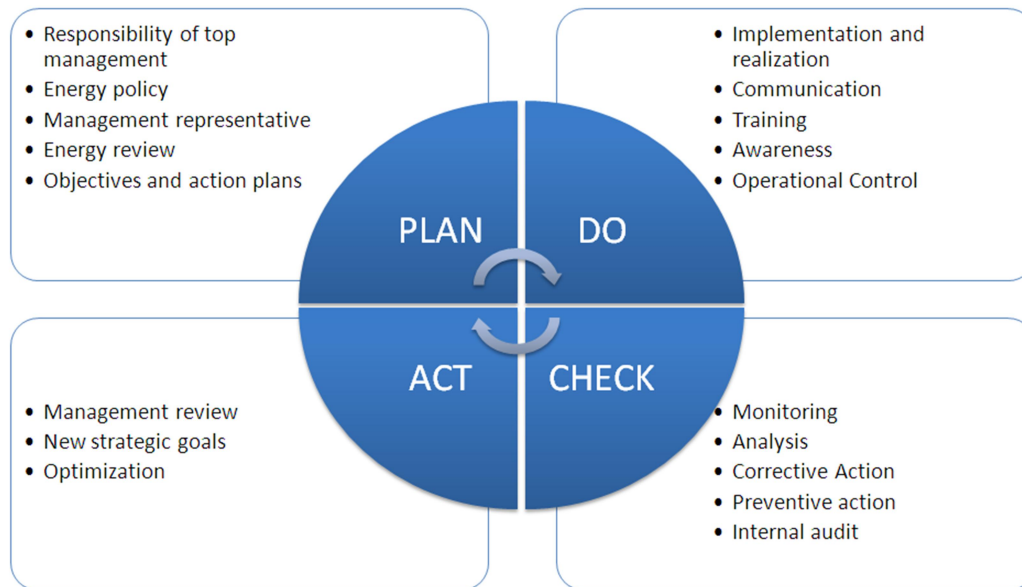 • Responsibility of top
management
• Energy policy
• Management representative
• Energy review
• Objectives and action plans
• Implementation and
realization
• Communication
• Training
• Awareness
• Operational Control
PLAN
DO
ACT
CHECK
• Management review
• New strategic goals
• Optimization
• Monitoring
• Analysis
• Corrective Action
• Preventive action
• Internal audit